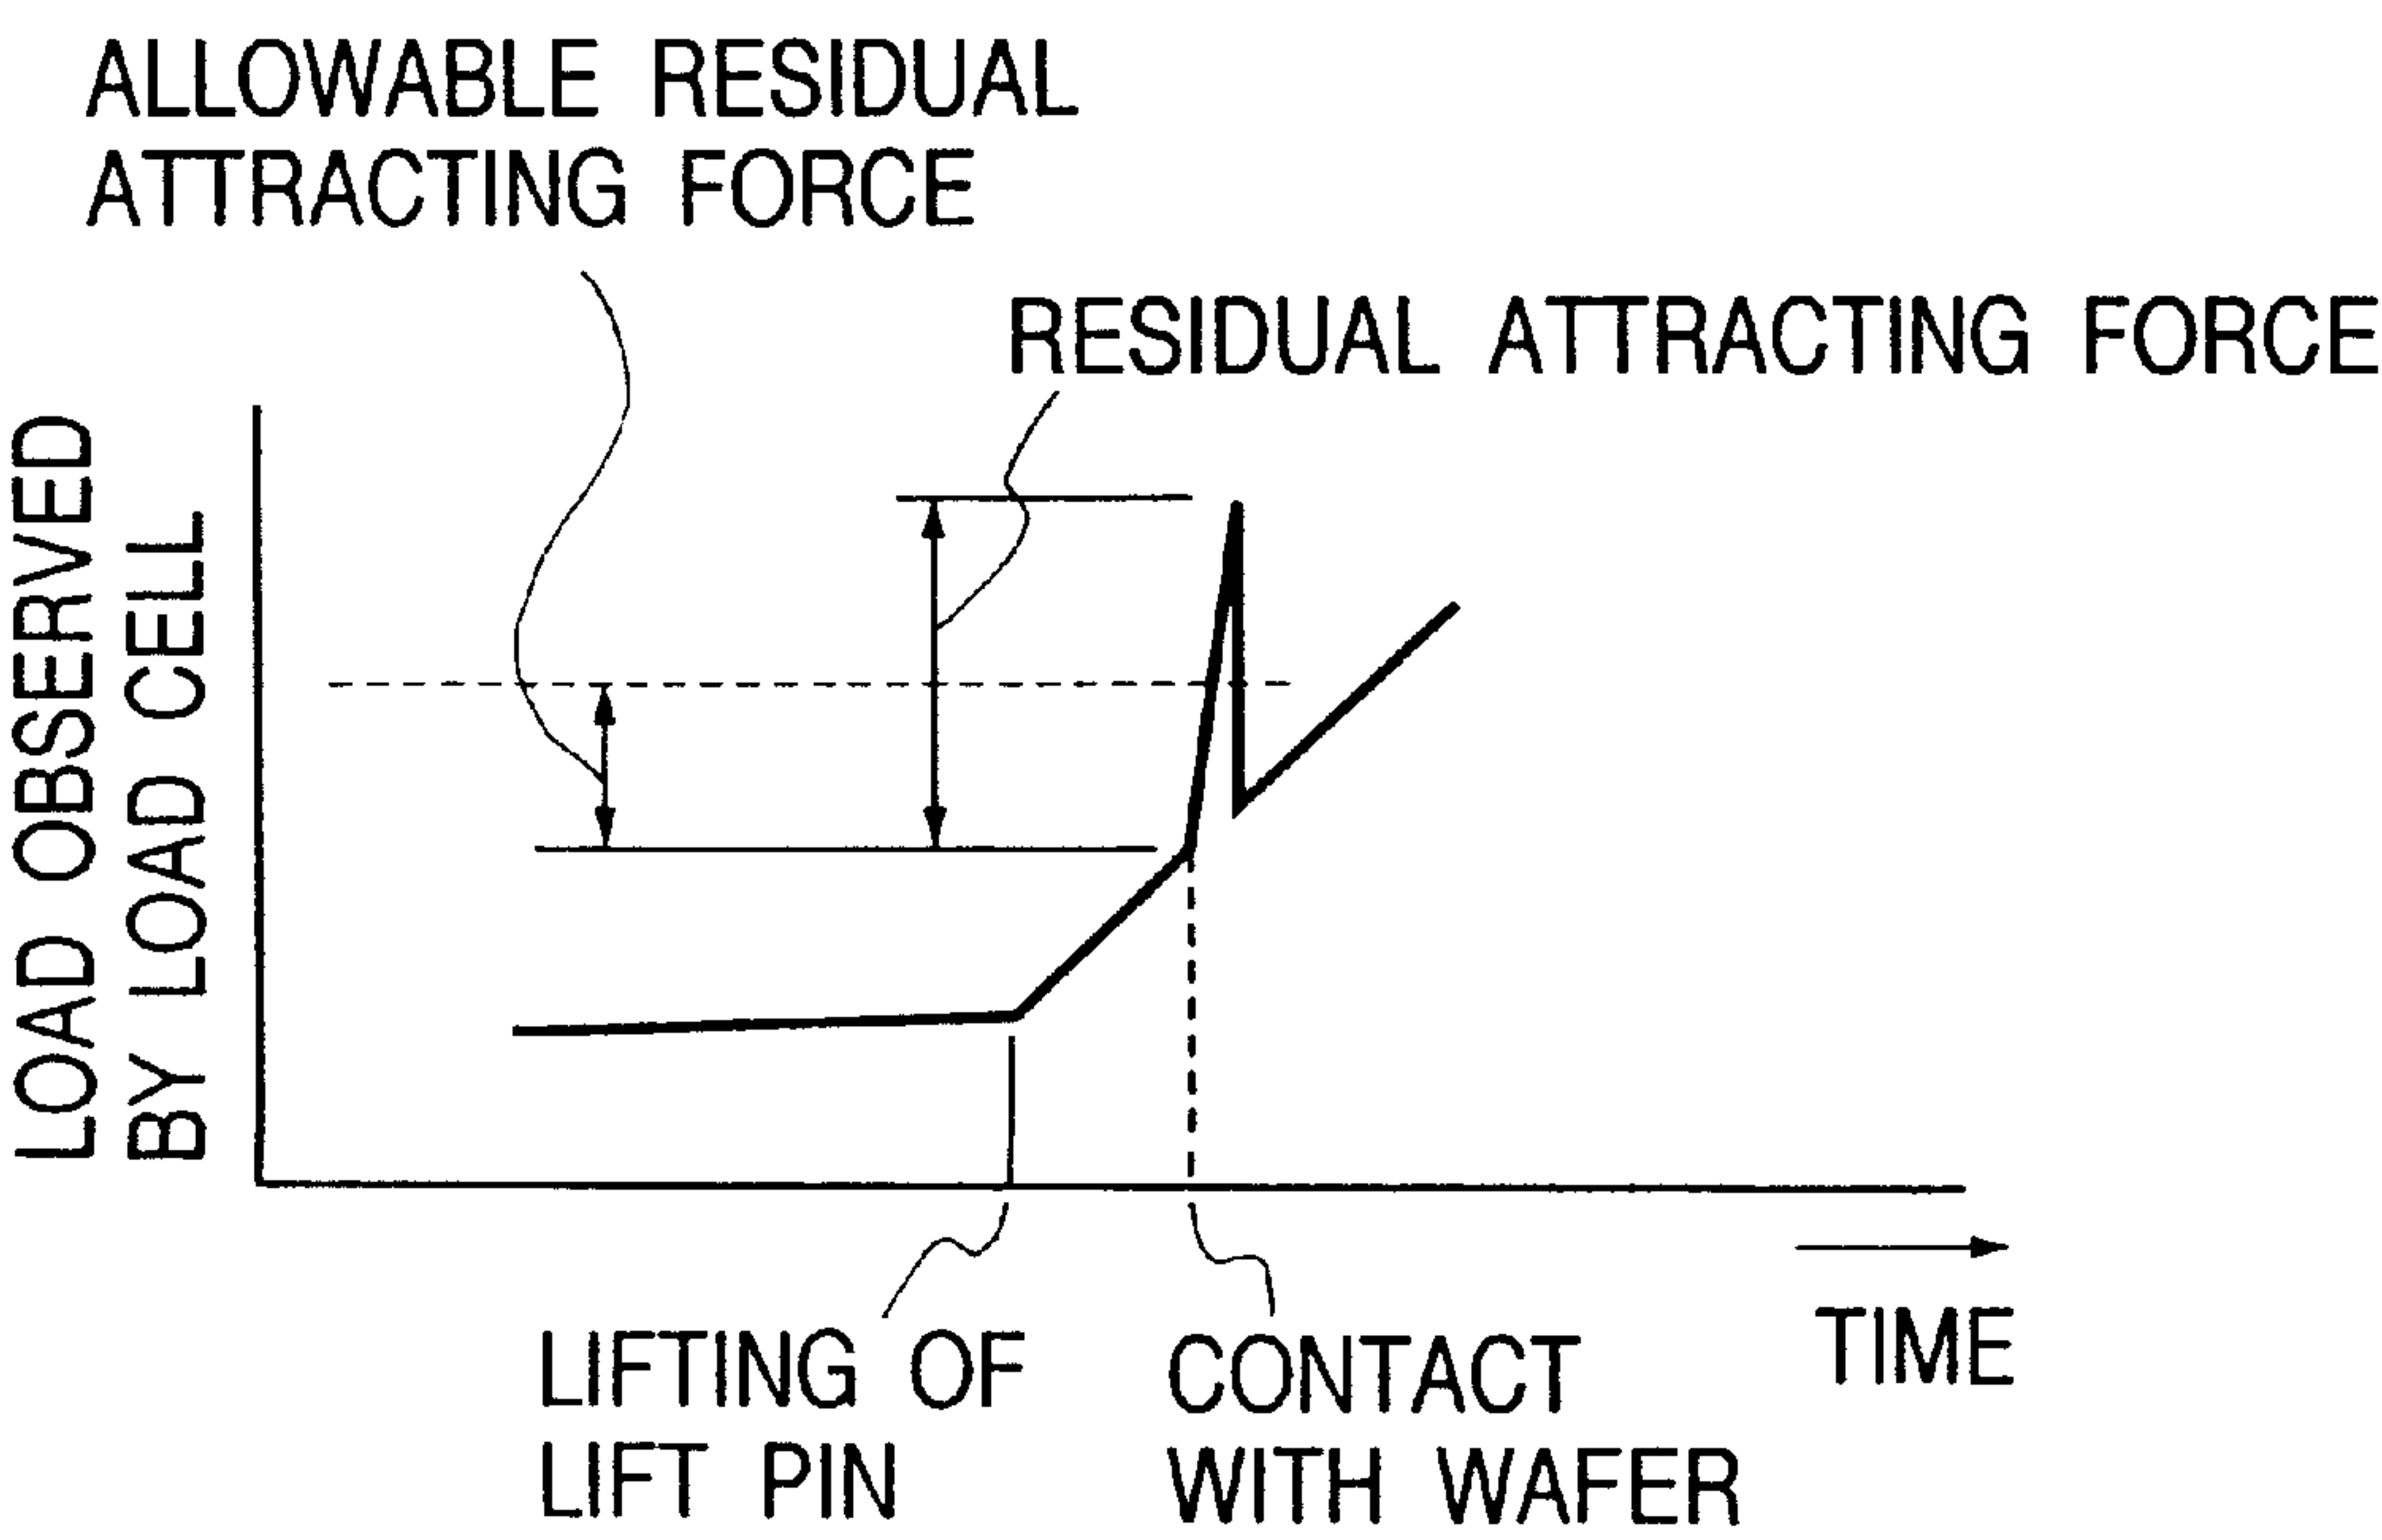 ALLOWABLE RESIDUAL
ATTRACTING FORCE
RESIDUAL ATTRACTING FORCE
LOAD OBSERVED
BY LOAD CELL
LIFTING OF
LIFT PIN
CONTACT
WITH WAFER
TIME